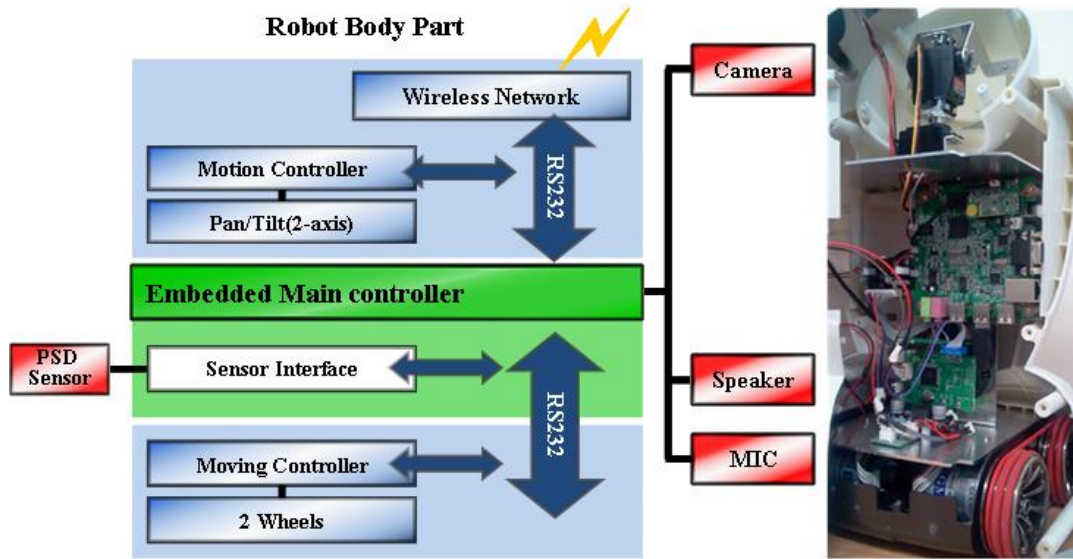 Robot Body Part
Wireless Network
Motion Controller
Pan/Tilt(2-axis)
RS232
Embedded Main controller
PSD
Sensor
Sensor Interface
RS232
Moving Controller
2 Wheels
Camera
Speaker
MIC